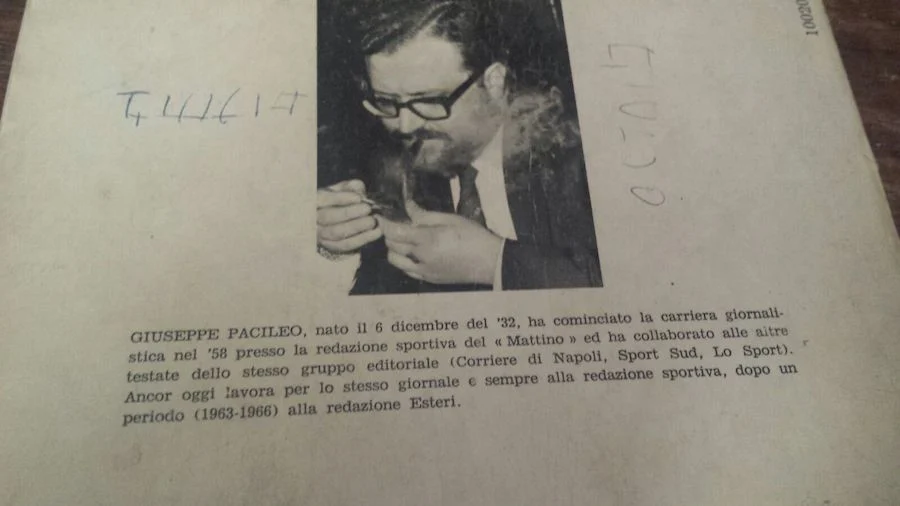 10020
GIUSEPPE PACILEO, nato il 6 dicembre del '32, ha cominciato la carriera giornali-
stica nel '58 presso la redazione sportiva del « Mattino » ed ha collaborato alle altre
testate dello stesso gruppo editoriale (Corriere di Napoli, Sport Sud, Lo Sport).
Ancor oggi lavora per lo stesso giornale e sempre alla redazione sportiva, dopo un
periodo (1963-1966) alla redazione Esteri.